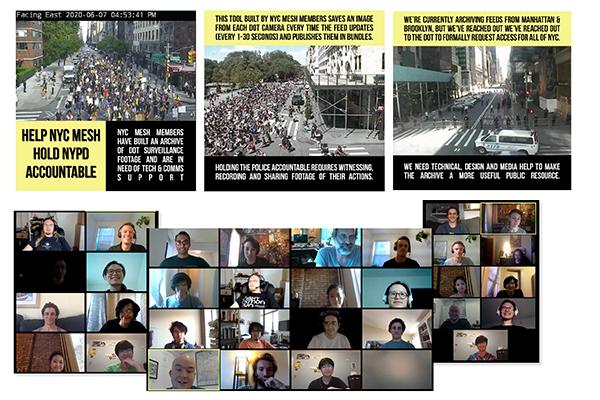 Facing East 2020-06-07 04:53:41 PM
HELP NYC MESH
HOLD NYPD
ACCOUNTABLE
NYC MESH MEMBERS
HAVE BUILT AN ARCHIVE
OF DOT SURVEILLANCE
FOOTAGE AND ARE IN
NEED OF TECH & COMMS
SUPPORT
THIS TOOL BUILT BY NYC MESH MEMBERS SAVES AN IMAGE
FROM EACH DOT CAMERA EVERY TIME THE FEED UPDATES
(EVERY 1-30 SECONDS) AND PUBLISHES THEM IN BUNDLES.
HOLDING THE POLICE ACCOUNTABLE REQUIRES WITNESSING,
RECORDING AND SHARING FOOTAGE OF THEIR ACTIONS.
WE'RE CURRENTLY ARCHIVING FEEDS FROM MANHATTAN &
BROOKLYN, BUT WE'VE REACHED OUT WE'VE REACHED OUT
TO THE DOT TO FORMALLY REQUEST ACCESS FOR ALL OF NYC.
WE NEED TECHNICAL, DESIGN AND MEDIA HELP TO MAKE
THE ARCHIVE A MORE USEFUL PUBLIC RESOURCE.